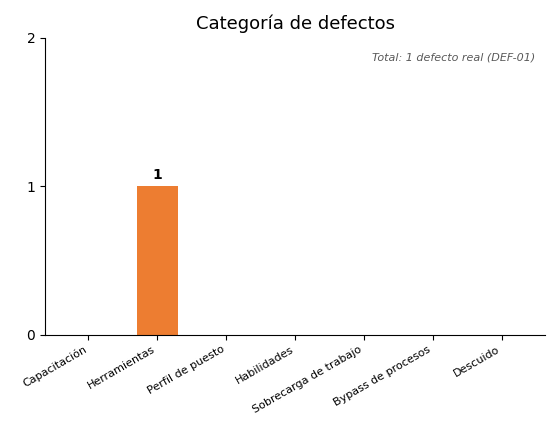 Categoría de defectos
2
Total: 1 defecto real (DEF-01)
1
1
0
Capacitación
Herramientas
Perfil de puesto
Habilidades
Sobrecarga de trabajo
Bypass de procesos
Descuido